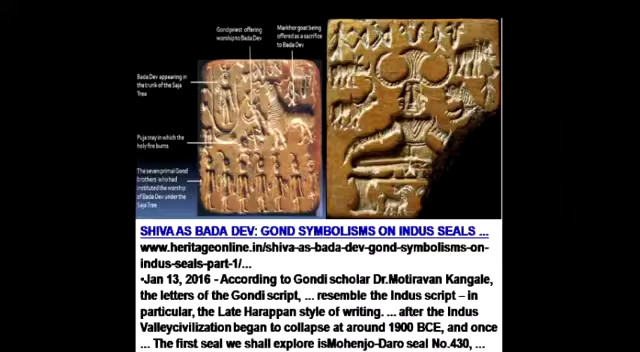 Gond priest offering
worship to Bada Dev
Markhor goat being
offered as a sacrifice
to Bada Dev
Bada Dev appearing in
the trunk of the Saja
Tree
Puja tray in which the
holy fire burns
The seven primal Gond
brothers who had
instituted the worship
of Bada Dev under the
Saja Tree
SHIVA AS BADA DEV: GOND SYMBOLISMS ON INDUS SEALS ...
www.heritageonline.in/shiva-as-bada-dev-gond-symbolisms-on-
indus-seals-part-1/...
•Jan 13, 2016 - According to Gondi scholar Dr.Motiravan Kangale,
the letters of the Gondi script, ... resemble the Indus script – in
particular, the Late Harappan style of writing. ... after the Indus
Valleycivilization began to collapse at around 1900 BCE, and once
... The first seal we shall explore isMohenjo-Daro seal No.430, ...